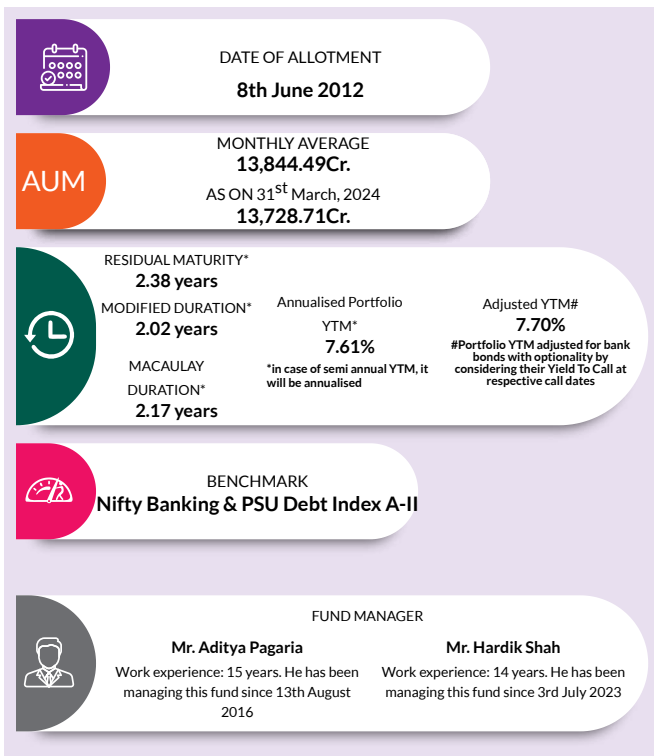 DATE OF ALLOTMENT
8th June 2012
AUM
MONTHLY AVERAGE
13,844.49Cr.
AS ON 31st March, 2024
13,728.71Cr.
RESIDUAL MATURITY*
2.38 years
MODIFIED DURATION*
2.02 years
MACAULAY
DURATION*
2.17 years
Annualised Portfolio
YTM*
7.61%
*in case of semi annual YTM, it
will be annualised
Adjusted YTM#
7.70%
#Portfolio YTM adjusted for bank
bonds with optionality by
considering their Yield To Call at
respective call dates
BENCHMARK
Nifty Banking & PSU Debt Index A-II
FUND MANAGER
Mr. Aditya Pagaria
Work experience: 15 years. He has been
managing this fund since 13th August
2016
Mr. Hardik Shah
Work experience: 14 years. He has been
managing this fund since 3rd July 2023